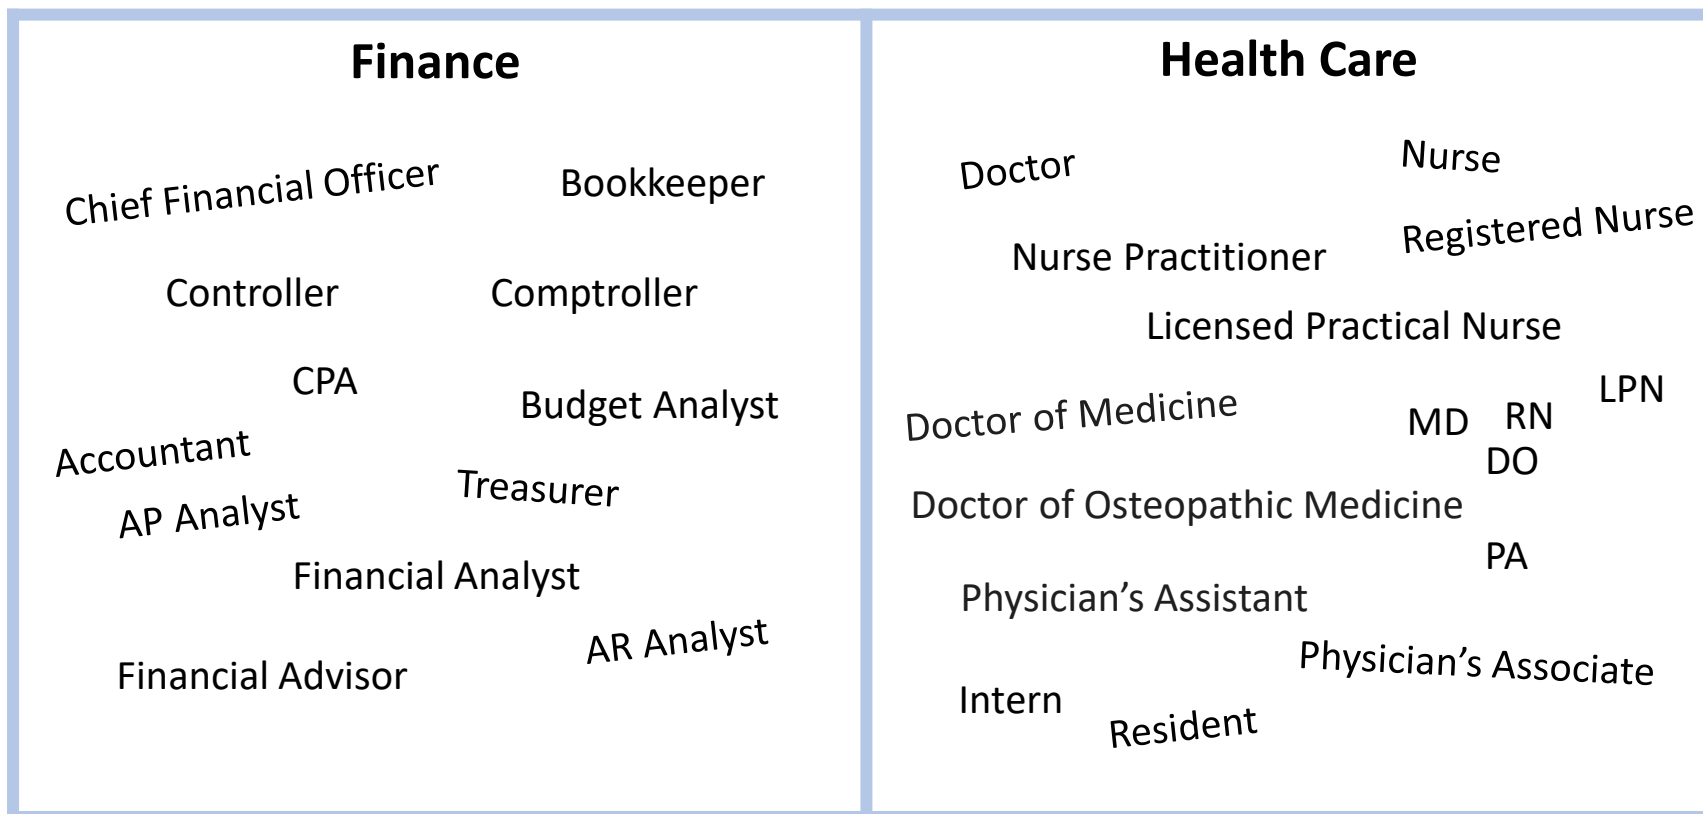 Finance
Chief Financial Officer
Bookkeeper
Controller
Comptroller
CPA
Budget Analyst
Accountant
Treasurer
AP Analyst
Financial Analyst
AR Analyst
Financial Advisor
Health Care
Doctor
Nurse
Registered Nurse
Nurse Practitioner
Licensed Practical Nurse
LPN
Doctor of Medicine
MD
RN
DO
Doctor of Osteopathic Medicine
PA
Physician’s Assistant
Physician’s Associate
Intern
Resident